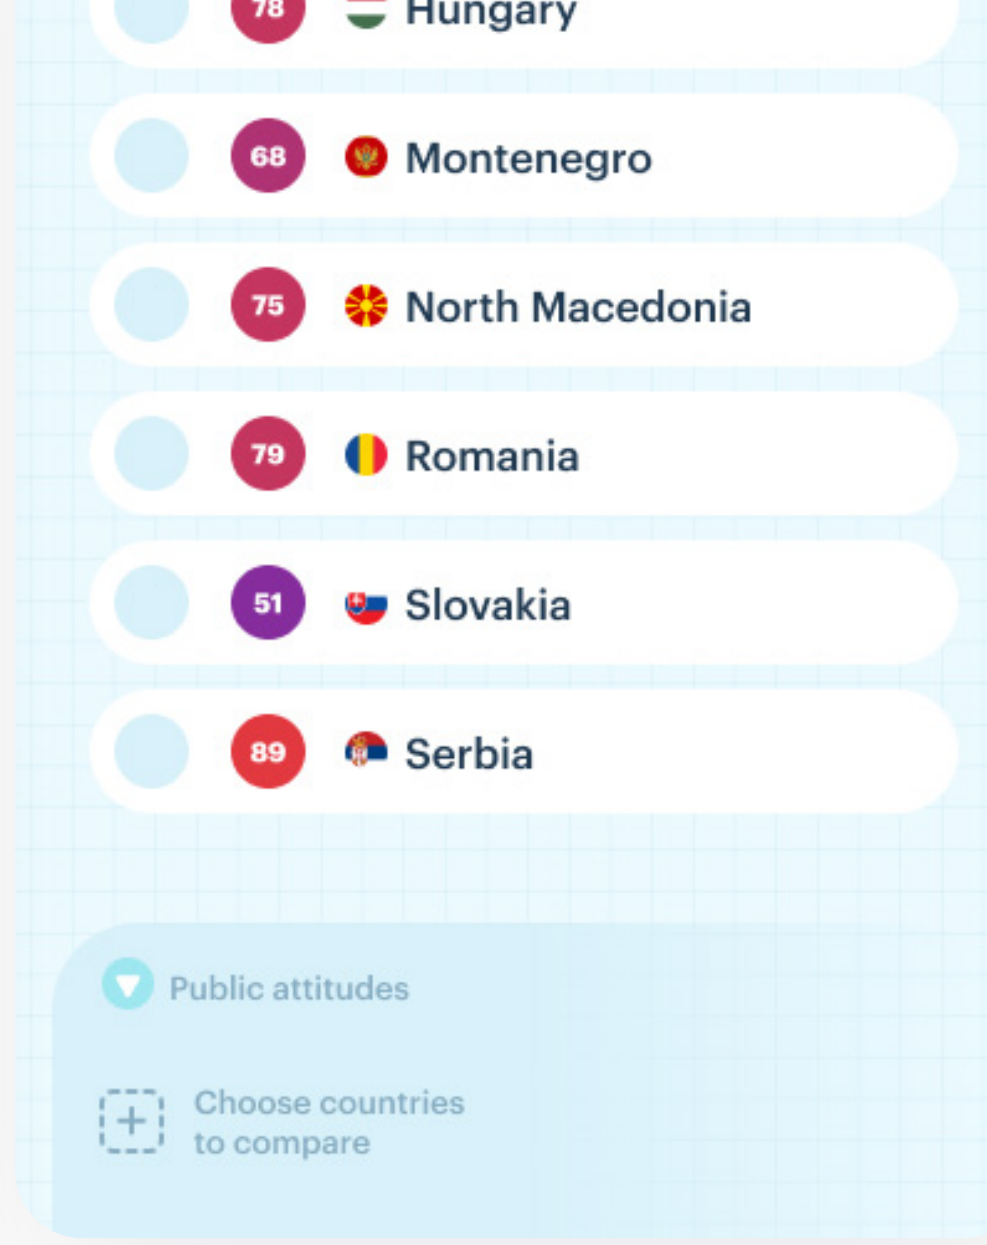 78 Hungary
68 Montenegro
75 North Macedonia
79 Romania
51 Slovakia
89 Serbia
Public attitudes
Choose countries
to compare